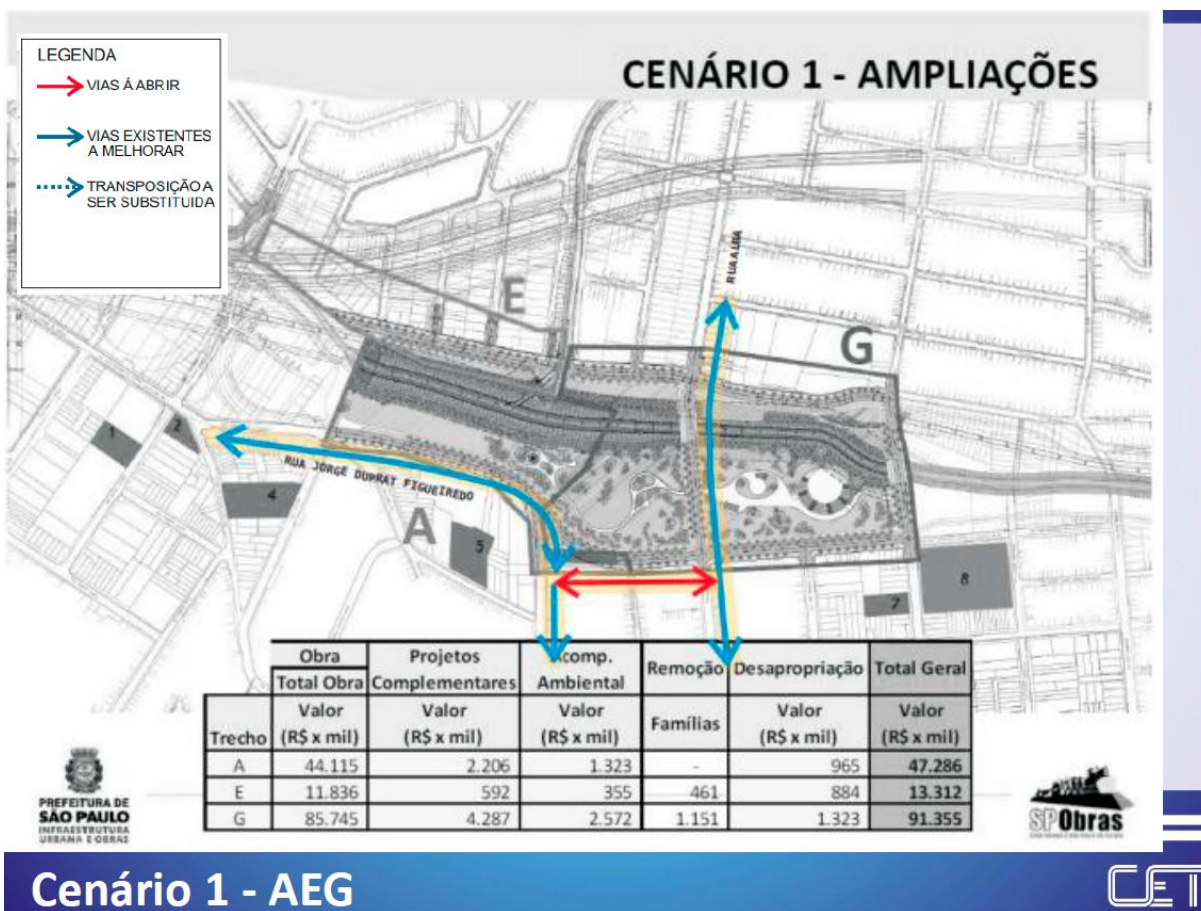 LEGENDA
VIAS Á ABRIR
VIAS EXISTENTES
A MELHORAR
TRANSPOSIÇÃO A
SER SUBSTITUIDA
CENÁRIO 1 - AMPLIAÇÕES
RUA ALBA
E
G
1
2
RUA JORGE DUPRAT FIGUEIREDO
4
A
5
8
7
Obra Projetos Acomp. Remoção Desapropriação Total Geral
Total Obra Complementares Ambiental
Trecho Valor Valor Valor Famílias Valor Valor
(R$ x mil) (R$ x mil) (R$ x mil) (R$ x mil) (R$ x mil)
A 44.115 2.206 1.323 - 965 47.286
E 11.836 592 355 461 884 13.312
G 85.745 4.287 2.572 1.151 1.323 91.355
PREFEITURA DE
SÃO PAULO
INFRAESTRUTURA
URBANA E OBRAS
SPObras
Cenário 1 - AEG
CET